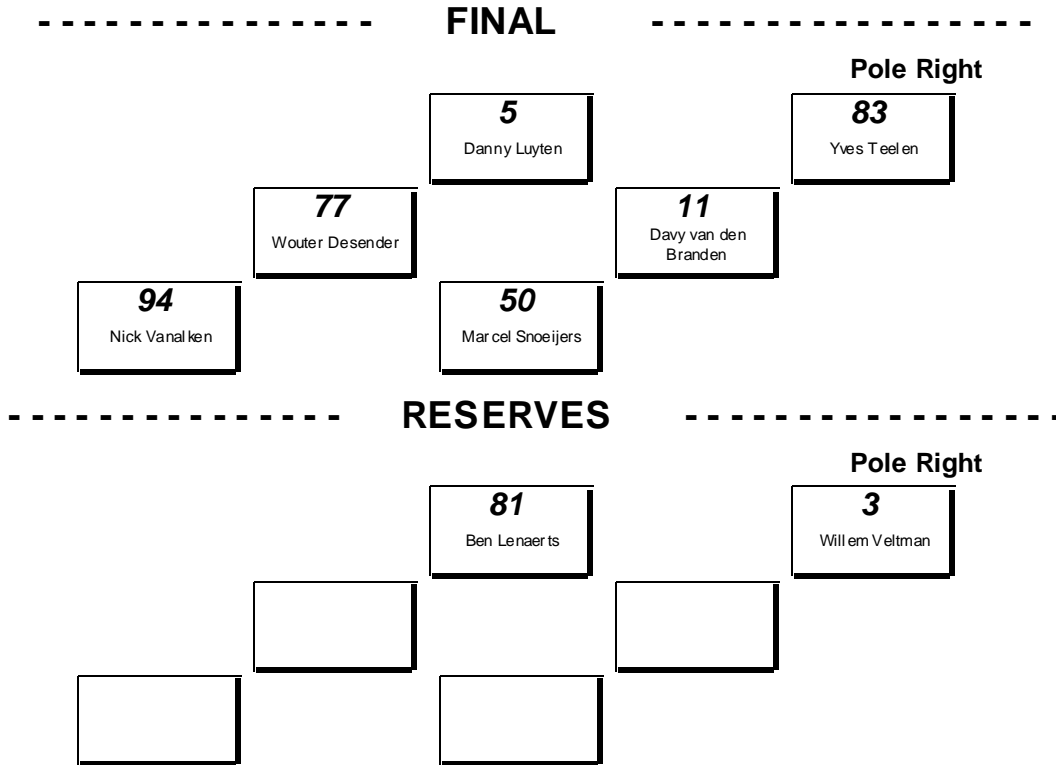 - - - - - - - - - - - - - - - FINAL - - - - - - - - - - - - - - - - -
Pole Right
5 83
Danny Luyten Yves Teelen
77 11
Wouter Desender Davy van den
Branden
94 50
Nick Vanalken Marcel Snoeijers
- - - - - - - - - - - - - - - RESERVES - - - - - - - - - - - - - - - - -
Pole Right
81 3
Ben Lenaerts Willem Veltman